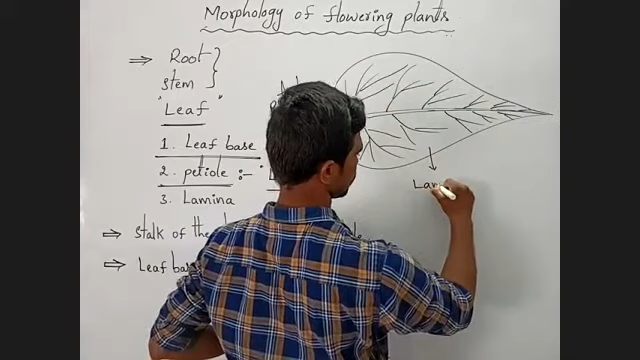 Morphology of flowering plants
⇒ Root
stem
"Leaf"
1. Leaf base
2. petiole :-
3. Lamina
⇒ stalk of the
⇒ Leaf
Lam